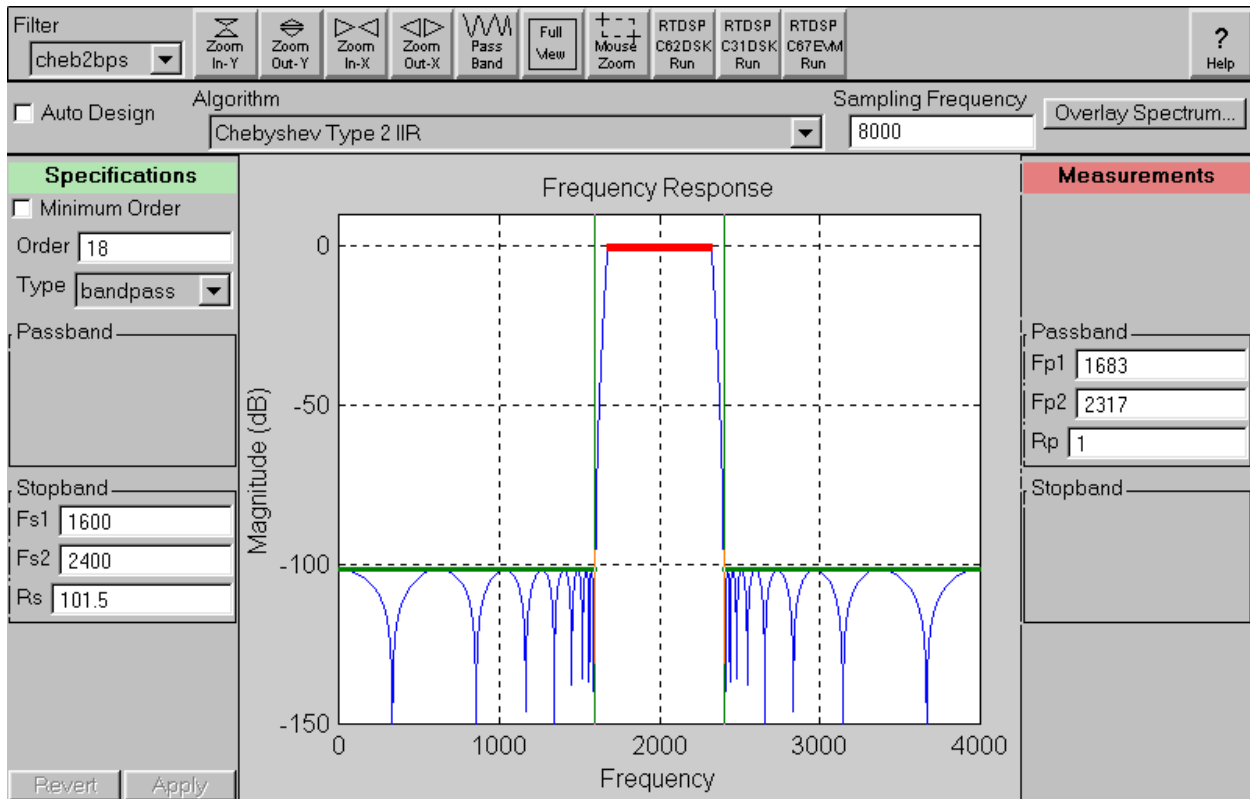 Filter
cheb2bps
Zoom In-Y
Zoom Out-Y
Zoom In-X
Zoom Out-X
Pass Band
Full View
Mouse Zoom
RTDSP C62DSK Run
RTDSP C31DSK Run
RTDSP C67EVM Run
? Help
Auto Design
Algorithm
Chebyshev Type 2 IIR
Sampling Frequency
8000
Overlay Spectrum...
Specifications
Minimum Order
Order 18
Type bandpass
Passband
Stopband
Fs1 1600
Fs2 2400
Rs 101.5
Revert Apply
Frequency Response
Magnitude (dB)
0
-50
-100
-150
0 1000 2000 3000 4000
Frequency
Measurements
Passband
Fp1 1683
Fp2 2317
Rp 1
Stopband